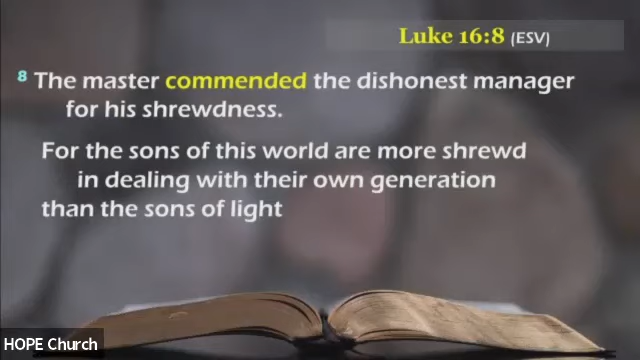 Luke 16:8 (ESV)
8 The master commended the dishonest manager
for his shrewdness.
For the sons of this world are more shrewd
in dealing with their own generation
than the sons of light
HOPE Church